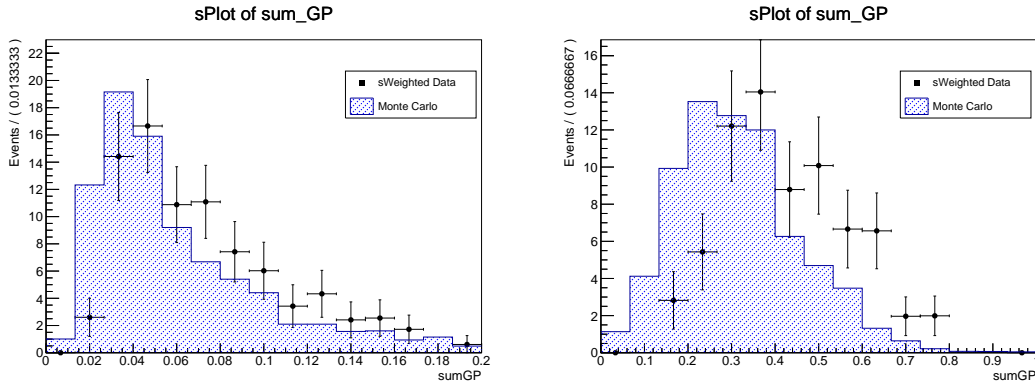 sPlot of sum_GP
Events / ( 0.0133333 )
22
20
18
16
14
12
10
8
6
4
2
0
sWeighted Data
Monte Carlo
0 0.02 0.04 0.06 0.08 0.1 0.12 0.14 0.16 0.18 0.2
sumGP
sPlot of sum_GP
Events / ( 0.0666667 )
16
14
12
10
8
6
4
2
0
sWeighted Data
Monte Carlo
0 0.1 0.2 0.3 0.4 0.5 0.6 0.7 0.8 0.9
sumGP